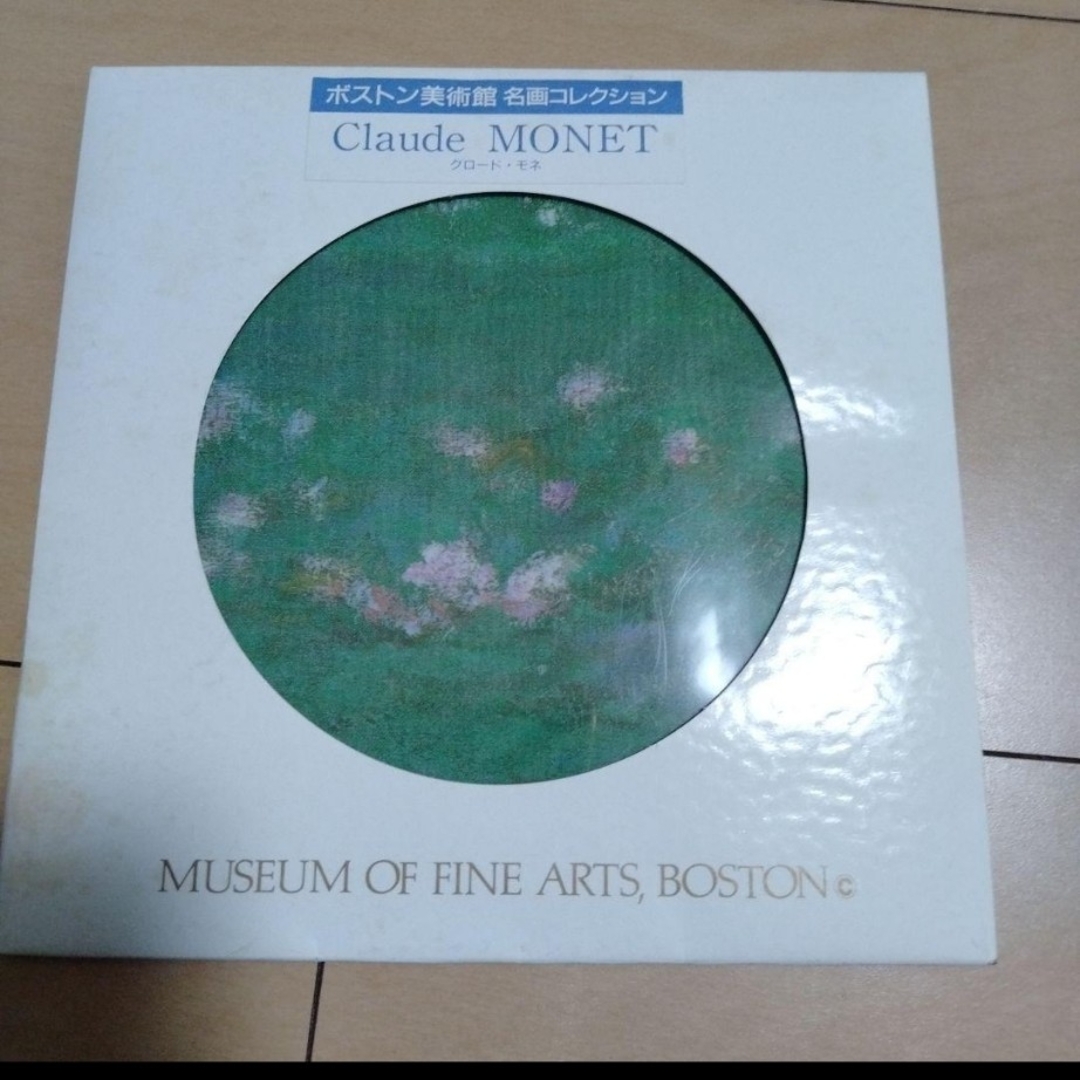 ボストン美術館 名画コレクション
Claude MONET
クロード・モネ
MUSEUM OF FINE ARTS, BOSTON©